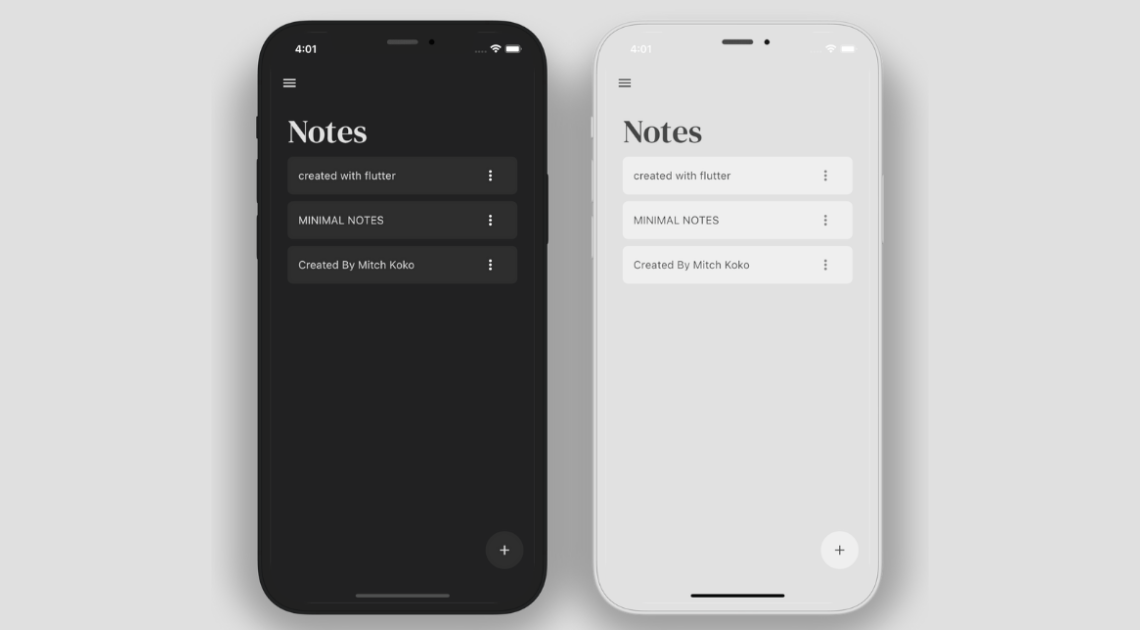 4:01
Notes
created with flutter
MINIMAL NOTES
Created By Mitch Koko
+
4:01
Notes
created with flutter
MINIMAL NOTES
Created By Mitch Koko
+